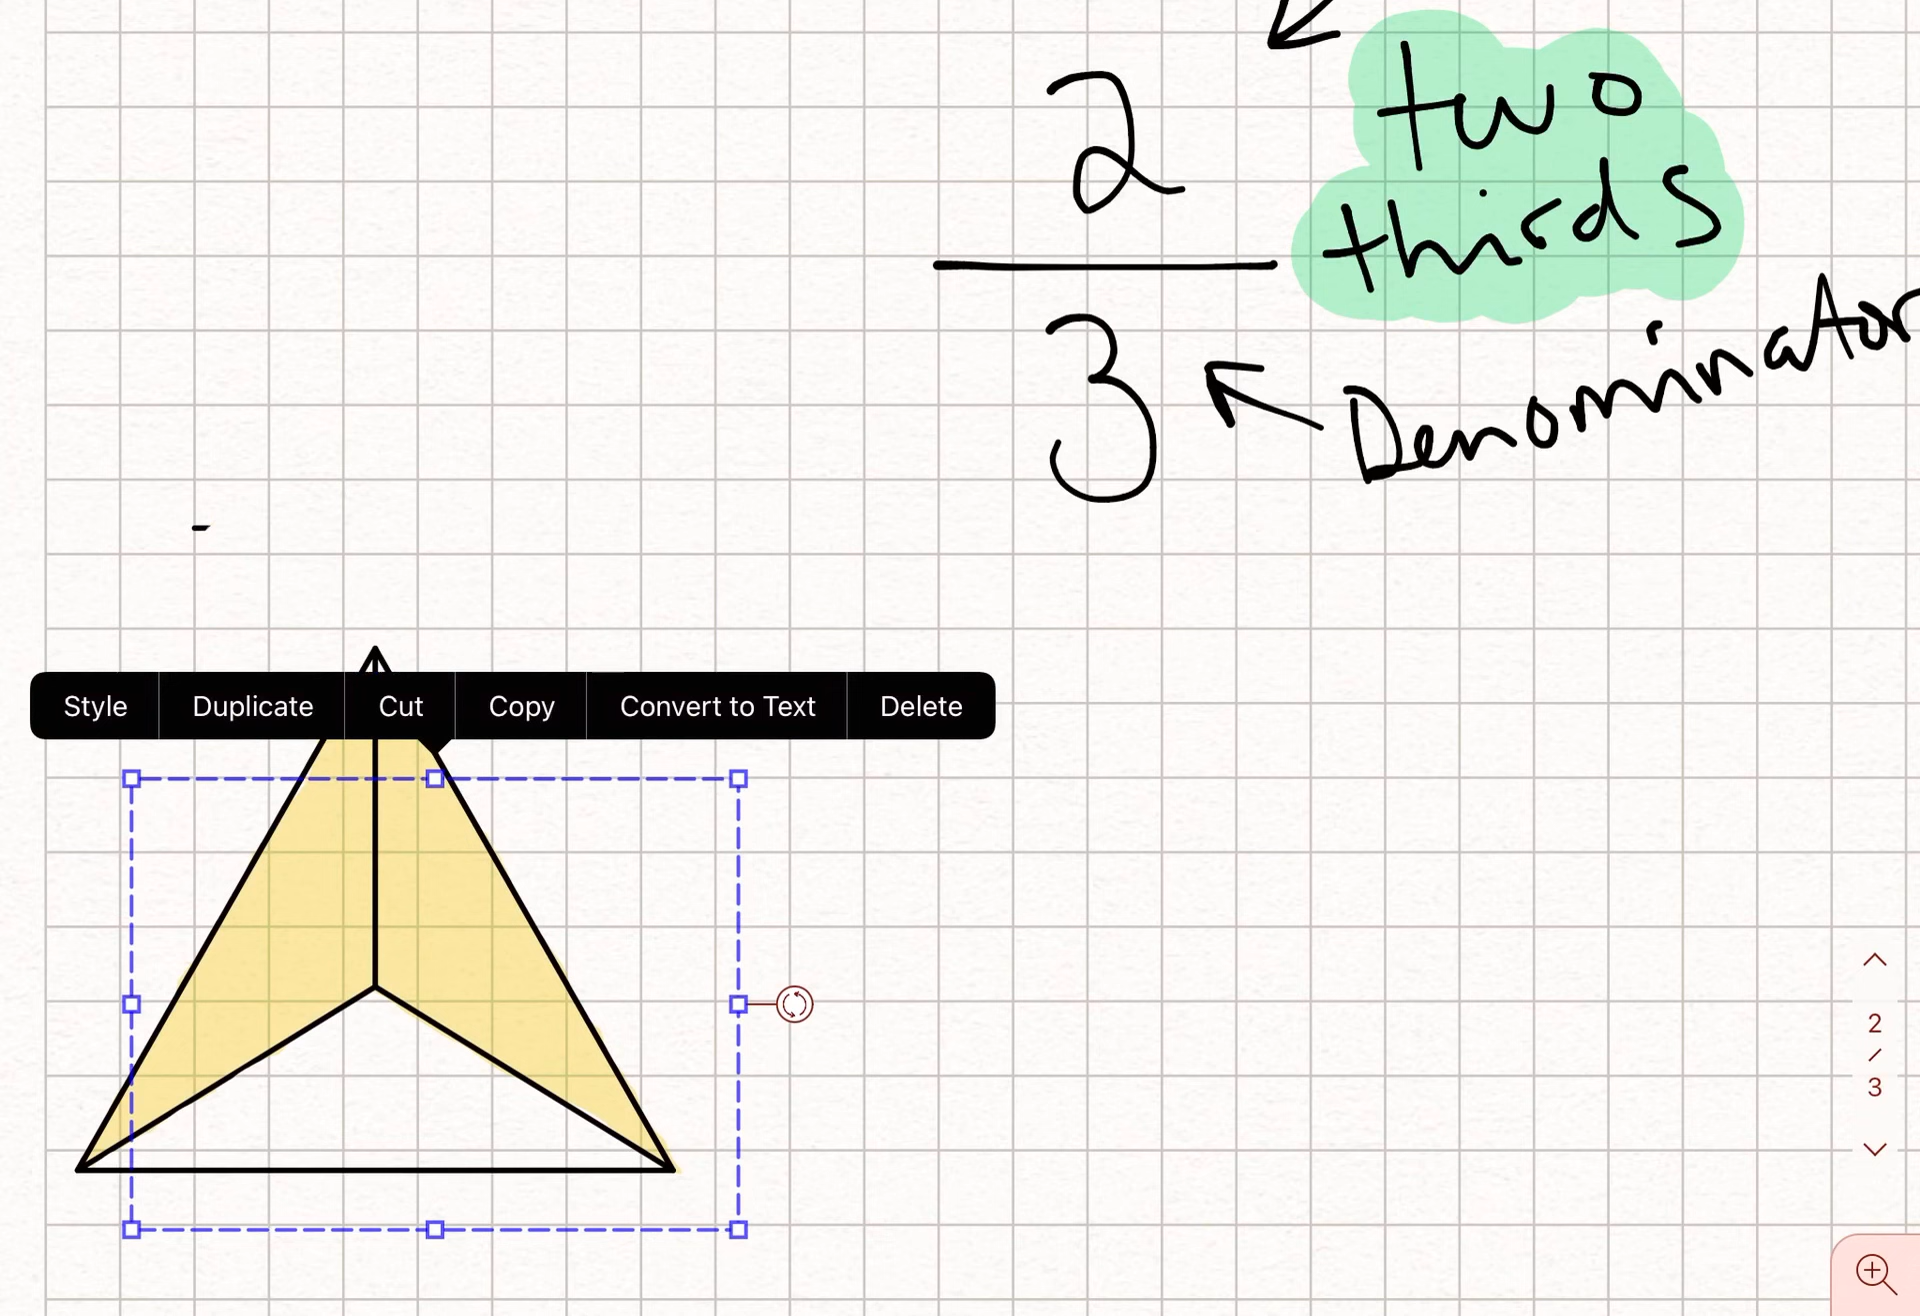 2
3
two
thirds
Denominator
Style Duplicate Cut Copy Convert to Text Delete
2
/
3